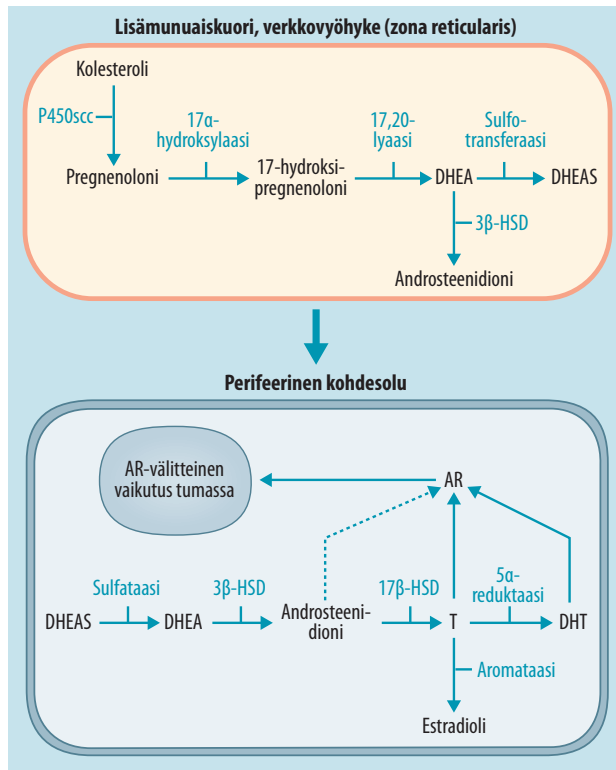 Lisämunuaiskuori, verkkovyöhyke (zona reticularis)
Kolesteroli
P450scc
17α-
hydroksylaasi
17,20-
lyaasi
Sulfo-
transferaasi
Pregnenoloni
17-hydroksi-
pregnenoloni
DHEA
DHEAS
3β-HSD
Androsteenidioni
Perifeerinen kohdesolu
AR-välitteinen
vaikutus tumassa
AR
Sulfataasi
3β-HSD
17β-HSD
5α-
reduktaasi
DHEAS
DHEA
Androsteeni-
dioni
T
DHT
Aromataasi
Estradioli